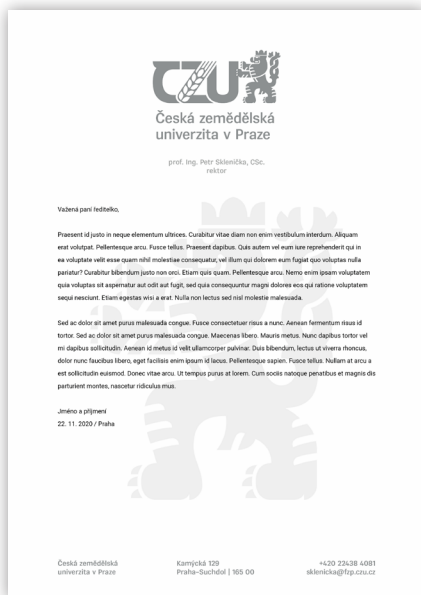 CZU
Česká zemědělská
univerzita v Praze
prof. Ing. Petr Sklenička, CSc.
rektor
Važená paní ředitelko,
Praesent id justo in neque elementum ultrices. Curabitur vitae diam non enim vestibulum interdum. Aliquam
erat volutpat. Pellentesque arcu. Fusce tellus. Praesent dapibus. Quis autem vel eum iure reprehenderit qui in
ea voluptate velit esse quam nihil molestiae consequatur, vel illum qui dolorem eum fugiat quo voluptas nulla
pariatur? Curabitur bibendum justo non orci. Etiam quis quam. Pellentesque arcu. Nemo enim ipsam voluptatem
quia voluptas sit aspernatur aut odit aut fugit, sed quia consequuntur magni dolores eos qui ratione voluptatem
sequi nesciunt. Etiam egestas wisi a erat. Nulla non lectus sed nisl molestie malesuada.
Sed ac dolor sit amet purus malesuada congue. Fusce consectetuer risus a nunc. Aenean fermentum risus id
tortor. Sed ac dolor sit amet purus malesuada congue. Maecenas libero. Mauris metus. Nunc dapibus tortor vel
mi dapibus sollicitudin. Aenean id metus id velit ullamcorper pulvinar. Duis bibendum, lectus ut viverra rhoncus,
dolor nunc faucibus libero, eget facilisis enim ipsum id lacus. Pellentesque sapien. Fusce tellus. Nullam at arcu a
est sollicitudin euismod. Donec vitae arcu. Ut tempus purus at lorem. Cum sociis natoque penatibus et magnis dis
parturient montes, nascetur ridiculus mus.
Jméno a příjmení
22. 11. 2020 / Praha
Česká zemědělská
univerzita v Praze
Kamýcká 129
Praha-Suchdol | 165 00
+420 22438 4081
sklenicka@fzp.czu.cz